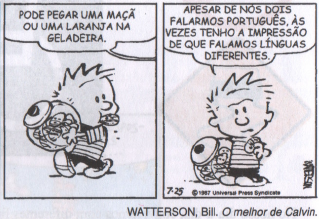 PODE PEGAR UMA MAÇÃ
OU UMA LARANJA NA
GELADEIRA.
APESAR DE NÓS DOIS
FALARMOS PORTUGUÊS, ÀS
VEZES TENHO A IMPRESSÃO
DE QUE FALAMOS LÍNGUAS
DIFERENTES.
7-25
© 1987 Universal Press Syndicate
WATTERSON, Bill. O melhor de Calvin.